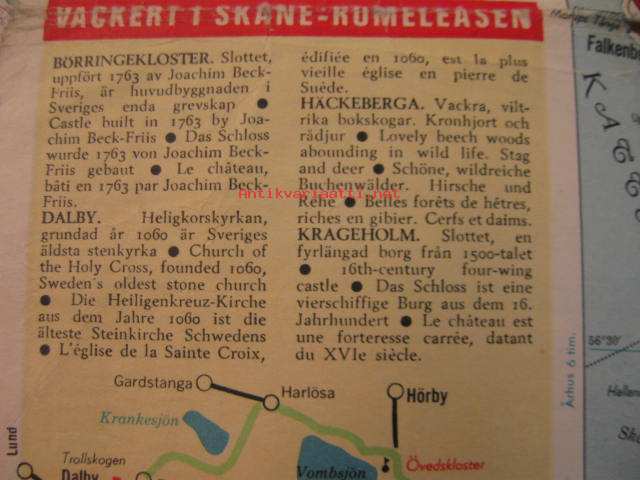 VACKERT I SKÅNE-ROMELEÅSEN
BÖRRINGEKLOSTER. Slottet,
uppfört 1763 av Joachim Beck-
Friis, är huvudbyggnaden i
Sveriges enda grevskap ●
Castle built in 1763 by Joa-
chim Beck-Friis ● Das Schloss
wurde 1763 von Joachim Beck-
Friis gebaut ● Le château,
bâti en 1763 par Joachim Beck-
Friis.
DALBY. Heligkorskyrkan,
grundad år 1060 är Sveriges
äldsta stenkyrka ● Church of
the Holy Cross, founded 1060,
Sweden's oldest stone church
● Die Heiligenkreuz-Kirche
aus dem Jahre 1060 ist die
älteste Steinkirche Schwedens
● L'église de la Sainte Croix,
édifiée en 1060, est la plus
vieille église en pierre de
Suède.
HÄCKEBERGA. Vackra, vilt-
rika bokskogar. Kronhjort och
rådjur ● Lovely beech woods
abounding in wild life. Stag
and deer ● Schöne, wildreiche
Buchenwälder. Hirsche und
Rehe ● Belles forêts de hêtres,
riches en gibier. Cerfs et daims.
KRAGEHOLM. Slottet, en
fyrlängad borg från 1500-talet
● 16th-century four-wing
castle ● Das Schloss ist eine
vierschiffige Burg aus dem 16.
Jahrhundert ● Le château est
une forteresse carrée, datant
du XVIe siècle.
Antikvariaatti.net
Gardstanga
Harlösa
Hörby
Krankesjön
Lund
Trollskogen
Dalby
Vombsjön
Övedskloster
Falkenb
56°30'
Århus 6 tim.